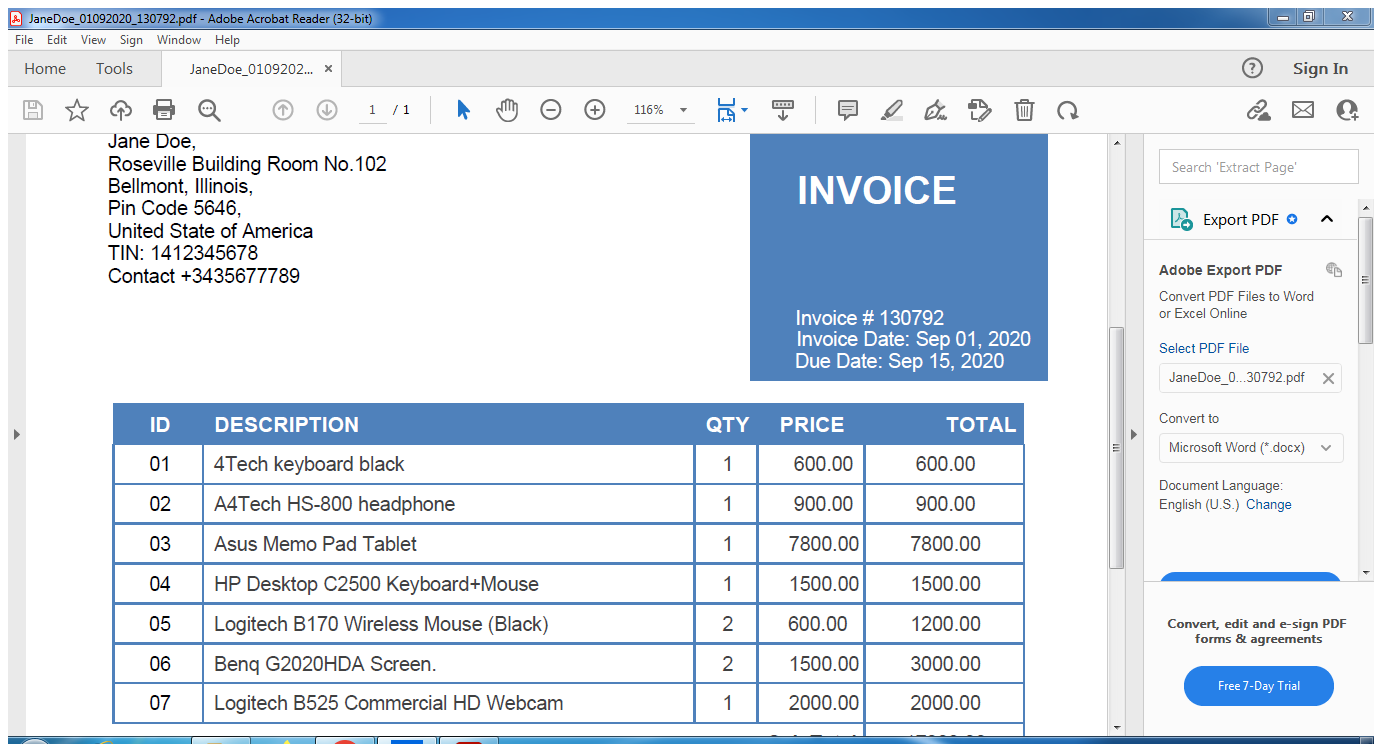 JaneDoe_01092020_130792.pdf - Adobe Acrobat Reader (32-bit)
File Edit View Sign Window Help
Home Tools JaneDoe_0109202... × Sign In
1 / 1 116%
Jane Doe,
Roseville Building Room No.102
Bellmont, Illinois,
Pin Code 5646,
United State of America
TIN: 1412345678
Contact +3435677789
INVOICE
Invoice # 130792
Invoice Date: Sep 01, 2020
Due Date: Sep 15, 2020
ID DESCRIPTION QTY PRICE TOTAL
01 4Tech keyboard black 1 600.00 600.00
02 A4Tech HS-800 headphone 1 900.00 900.00
03 Asus Memo Pad Tablet 1 7800.00 7800.00
04 HP Desktop C2500 Keyboard+Mouse 1 1500.00 1500.00
05 Logitech B170 Wireless Mouse (Black) 2 600.00 1200.00
06 Benq G2020HDA Screen. 2 1500.00 3000.00
07 Logitech B525 Commercial HD Webcam 1 2000.00 2000.00
Search 'Extract Page'
Export PDF
Adobe Export PDF
Convert PDF Files to Word
or Excel Online
Select PDF File
JaneDoe_0...30792.pdf
Convert to
Microsoft Word (*.docx)
Document Language:
English (U.S.) Change
Convert, edit and e-sign PDF
forms & agreements
Free 7-Day Trial